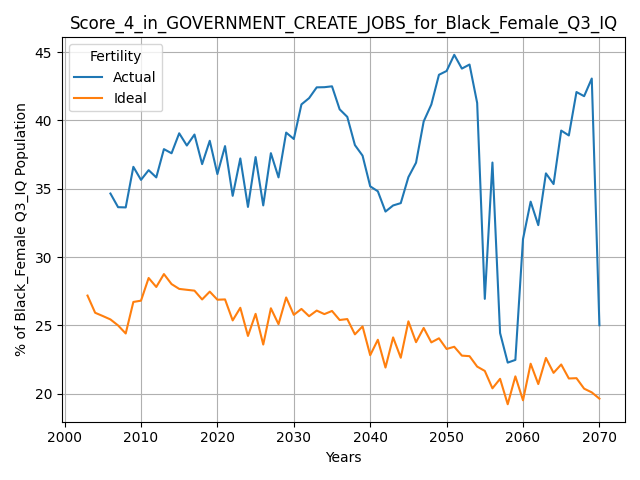 Score_4_in_GOVERNMENT_CREATE_JOBS_for_Black_Female_Q3_IQ
Fertility
Actual
Ideal
% of Black_Female Q3_IQ Population
45
40
35
30
25
20
2000 2010 2020 2030 2040 2050 2060 2070
Years